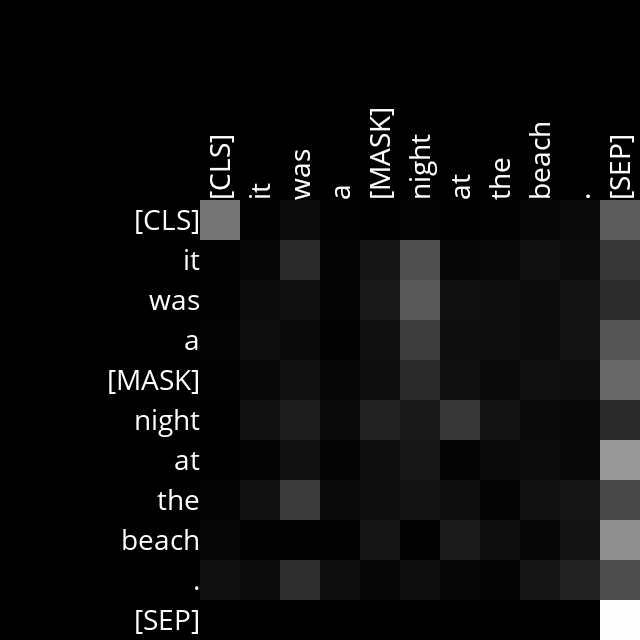 [CLS] it was a [MASK] night at the beach . [SEP]
[CLS]
it
was
a
[MASK]
night
at
the
beach
.
[SEP]